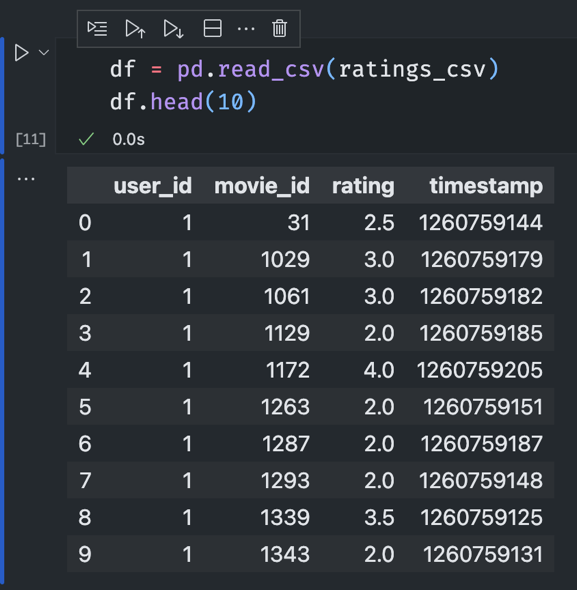 df = pd.read_csv(ratings_csv)
df.head(10)
[11] 0.0s
user_id movie_id rating timestamp
0 1 31 2.5 1260759144
1 1 1029 3.0 1260759179
2 1 1061 3.0 1260759182
3 1 1129 2.0 1260759185
4 1 1172 4.0 1260759205
5 1 1263 2.0 1260759151
6 1 1287 2.0 1260759187
7 1 1293 2.0 1260759148
8 1 1339 3.5 1260759125
9 1 1343 2.0 1260759131